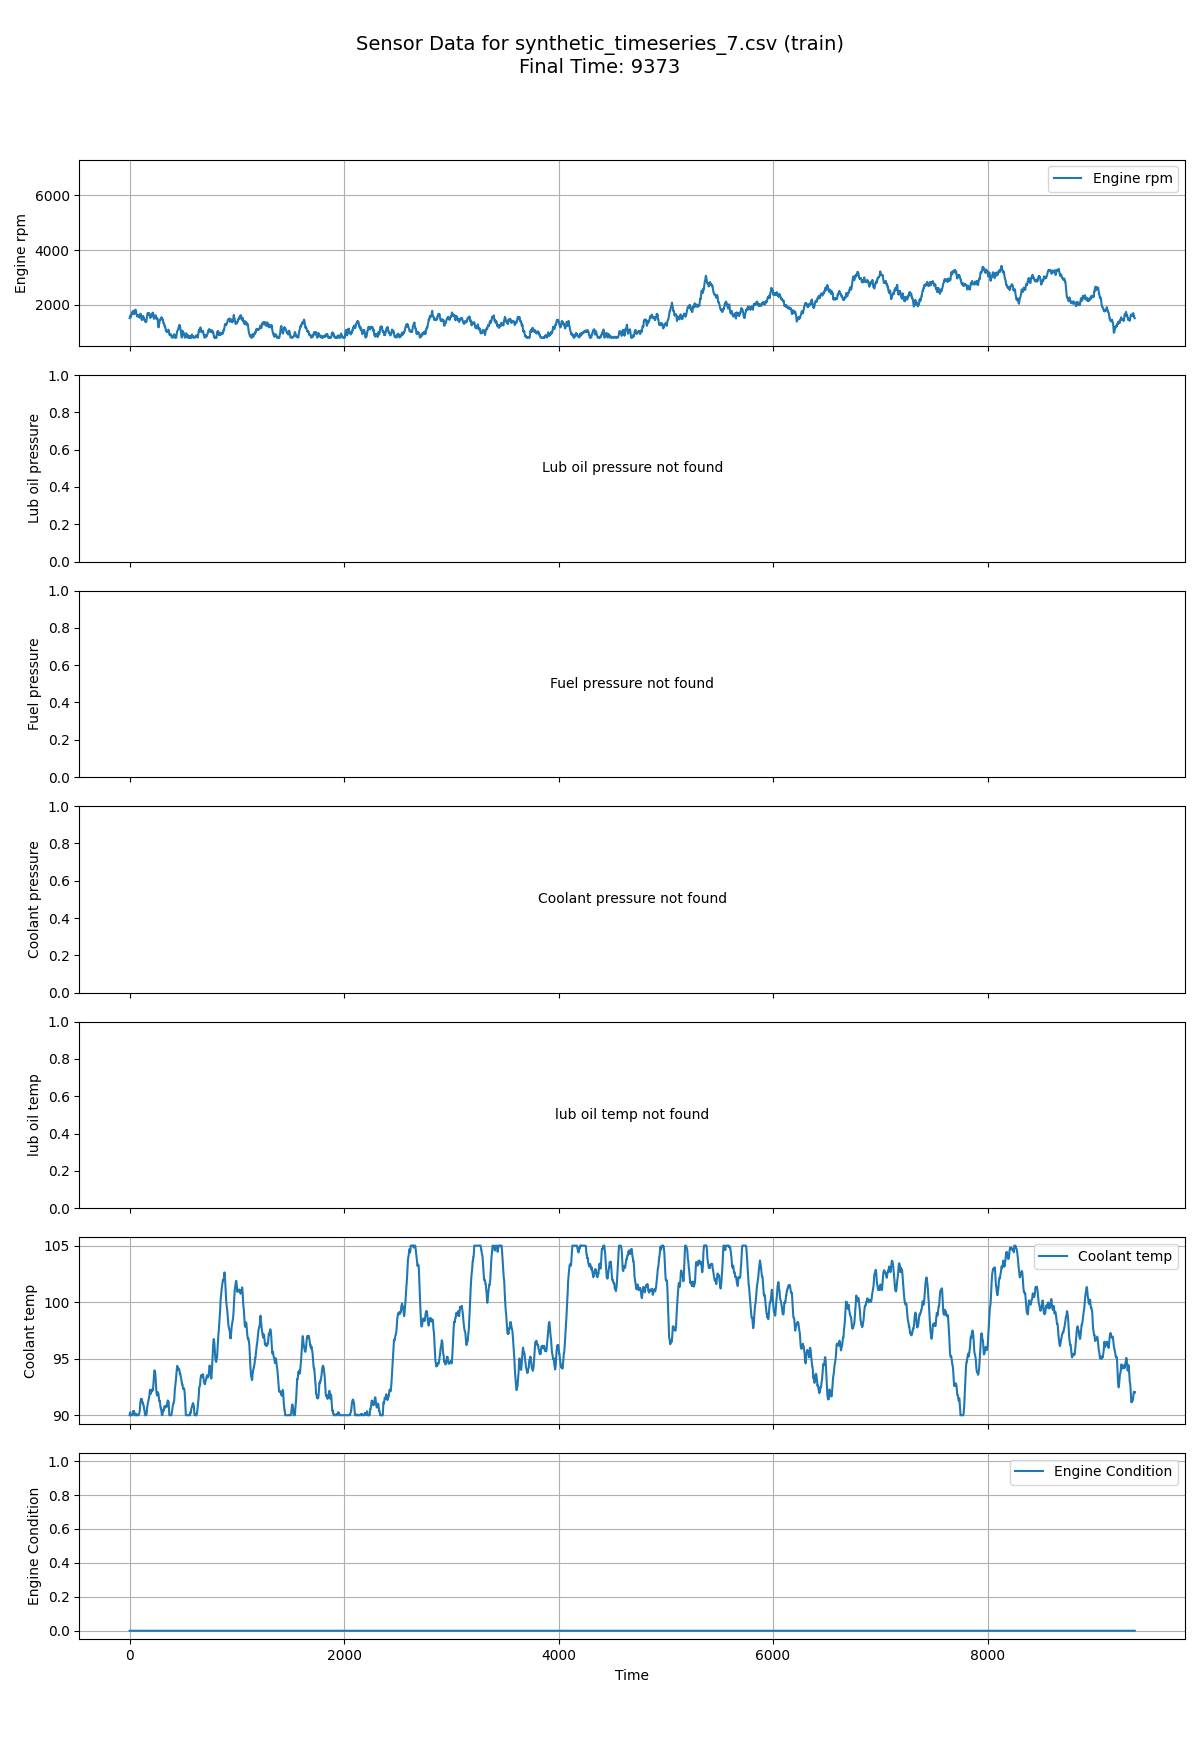 Sensor Data for synthetic_timeseries_7.csv (train)
Final Time: 9373
Engine rpm
6000
4000
2000
Engine rpm
Lub oil pressure
1.0
0.8
0.6
0.4
0.2
0.0
Lub oil pressure not found
Fuel pressure
1.0
0.8
0.6
0.4
0.2
0.0
Fuel pressure not found
Coolant pressure
1.0
0.8
0.6
0.4
0.2
0.0
Coolant pressure not found
lub oil temp
1.0
0.8
0.6
0.4
0.2
0.0
lub oil temp not found
Coolant temp
105
100
95
90
Coolant temp
Engine Condition
1.0
0.8
0.6
0.4
0.2
0.0
Engine Condition
0 2000 4000 6000 8000
Time